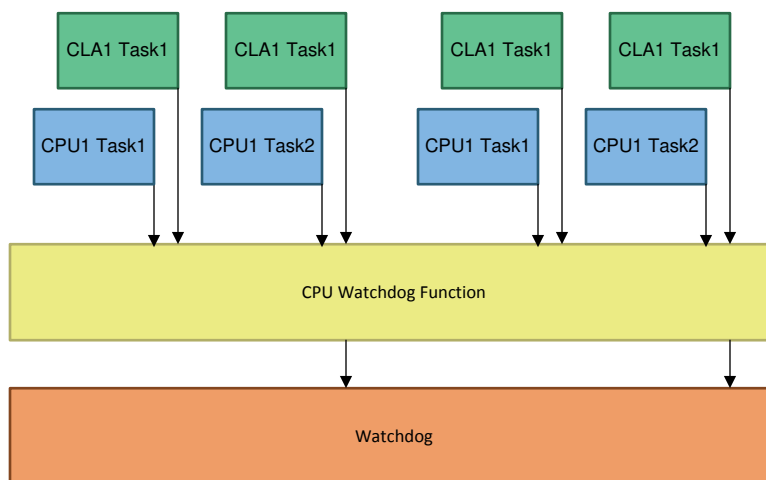 CLA1 Task1
CLA1 Task1
CLA1 Task1
CLA1 Task1
CPU1 Task1
CPU1 Task2
CPU1 Task1
CPU1 Task2
CPU Watchdog Function
Watchdog